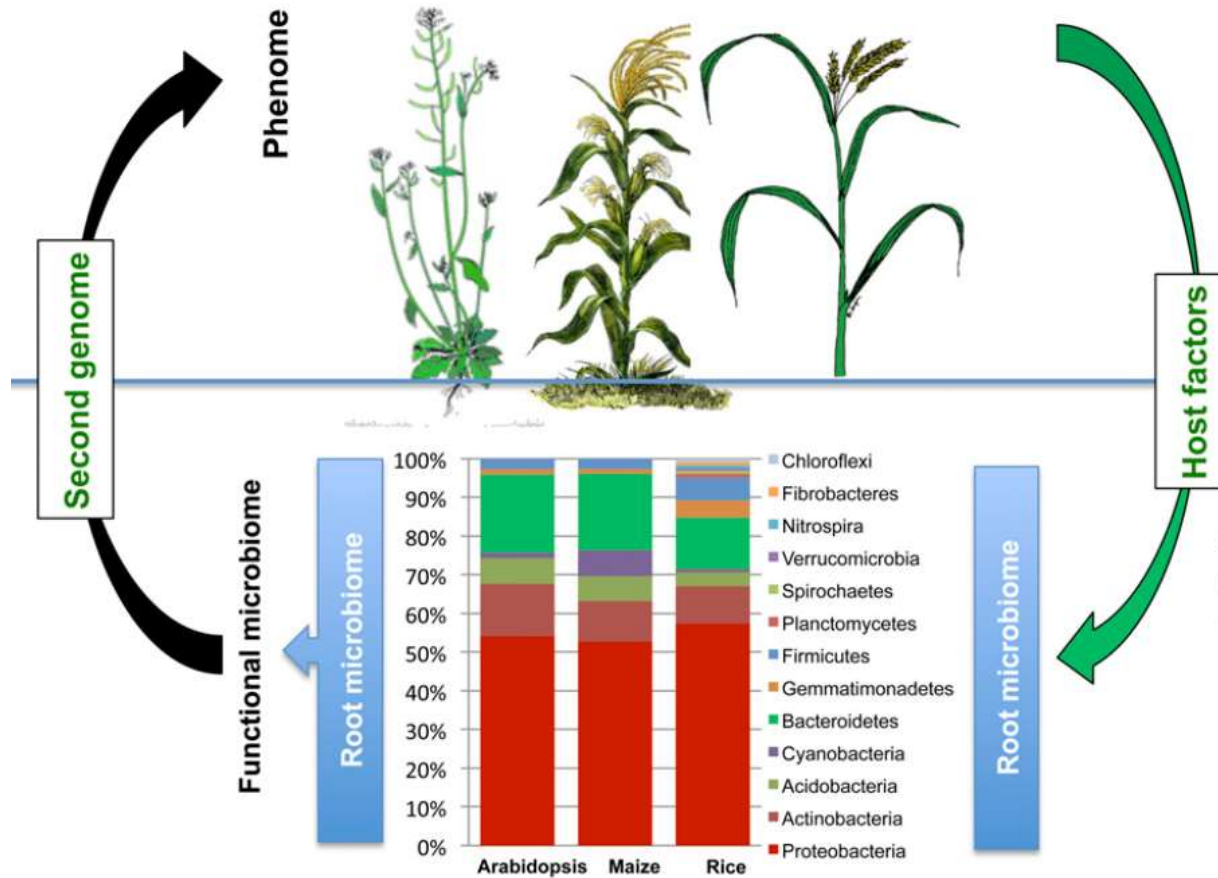 Phenome
Second genome
Host factors
Functional microbiome
Root microbiome
100%
90%
80%
70%
60%
50%
40%
30%
20%
10%
0%
Arabidopsis
Maize
Rice
Chloroflexi
Fibrobacteres
Nitrospira
Verrucomicrobia
Spirochaetes
Planctomycetes
Firmicutes
Gemmatimonadetes
Bacteroidetes
Cyanobacteria
Acidobacteria
Actinobacteria
Proteobacteria
Root microbiome